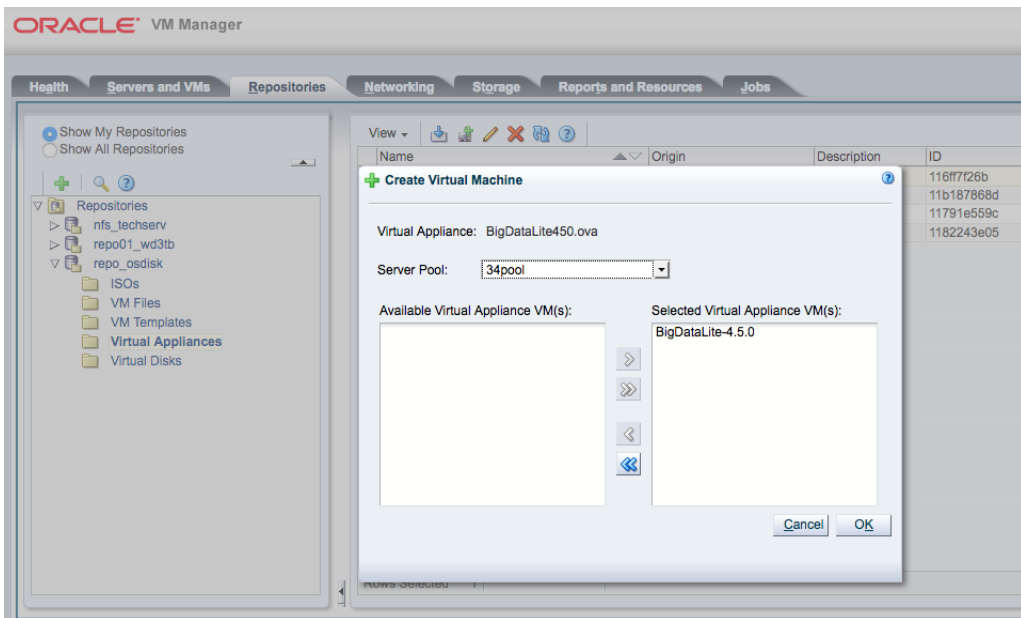 ORACLE VM Manager
Health Servers and VMs Repositories Networking Storage Reports and Resources Jobs
Show My Repositories
Show All Repositories
Repositories
nfs_techserv
repo01_wd3tb
repo_osdisk
ISOs
VM Files
VM Templates
Virtual Appliances
Virtual Disks
View
Name Origin Description ID
116ff7f26b
11b187868d
11791e559c
1182243e05
Create Virtual Machine
Virtual Appliance: BigDataLite450.ova
Server Pool: 34pool
Available Virtual Appliance VM(s): Selected Virtual Appliance VM(s):
BigDataLite-4.5.0
Cancel OK
Rows Selected 1